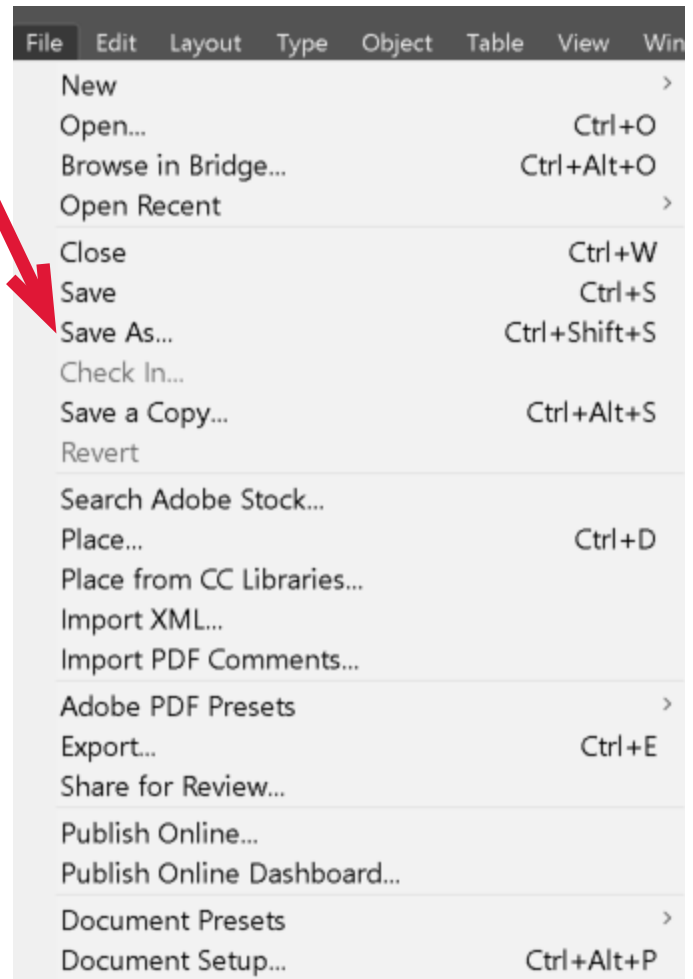 File Edit Layout Type Object Table View Win
New >
Open... Ctrl+O
Browse in Bridge... Ctrl+Alt+O
Open Recent >
Close Ctrl+W
Save Ctrl+S
Save As... Ctrl+Shift+S
Check In...
Save a Copy... Ctrl+Alt+S
Revert
Search Adobe Stock...
Place... Ctrl+D
Place from CC Libraries...
Import XML...
Import PDF Comments...
Adobe PDF Presets >
Export... Ctrl+E
Share for Review...
Publish Online...
Publish Online Dashboard...
Document Presets >
Document Setup... Ctrl+Alt+P